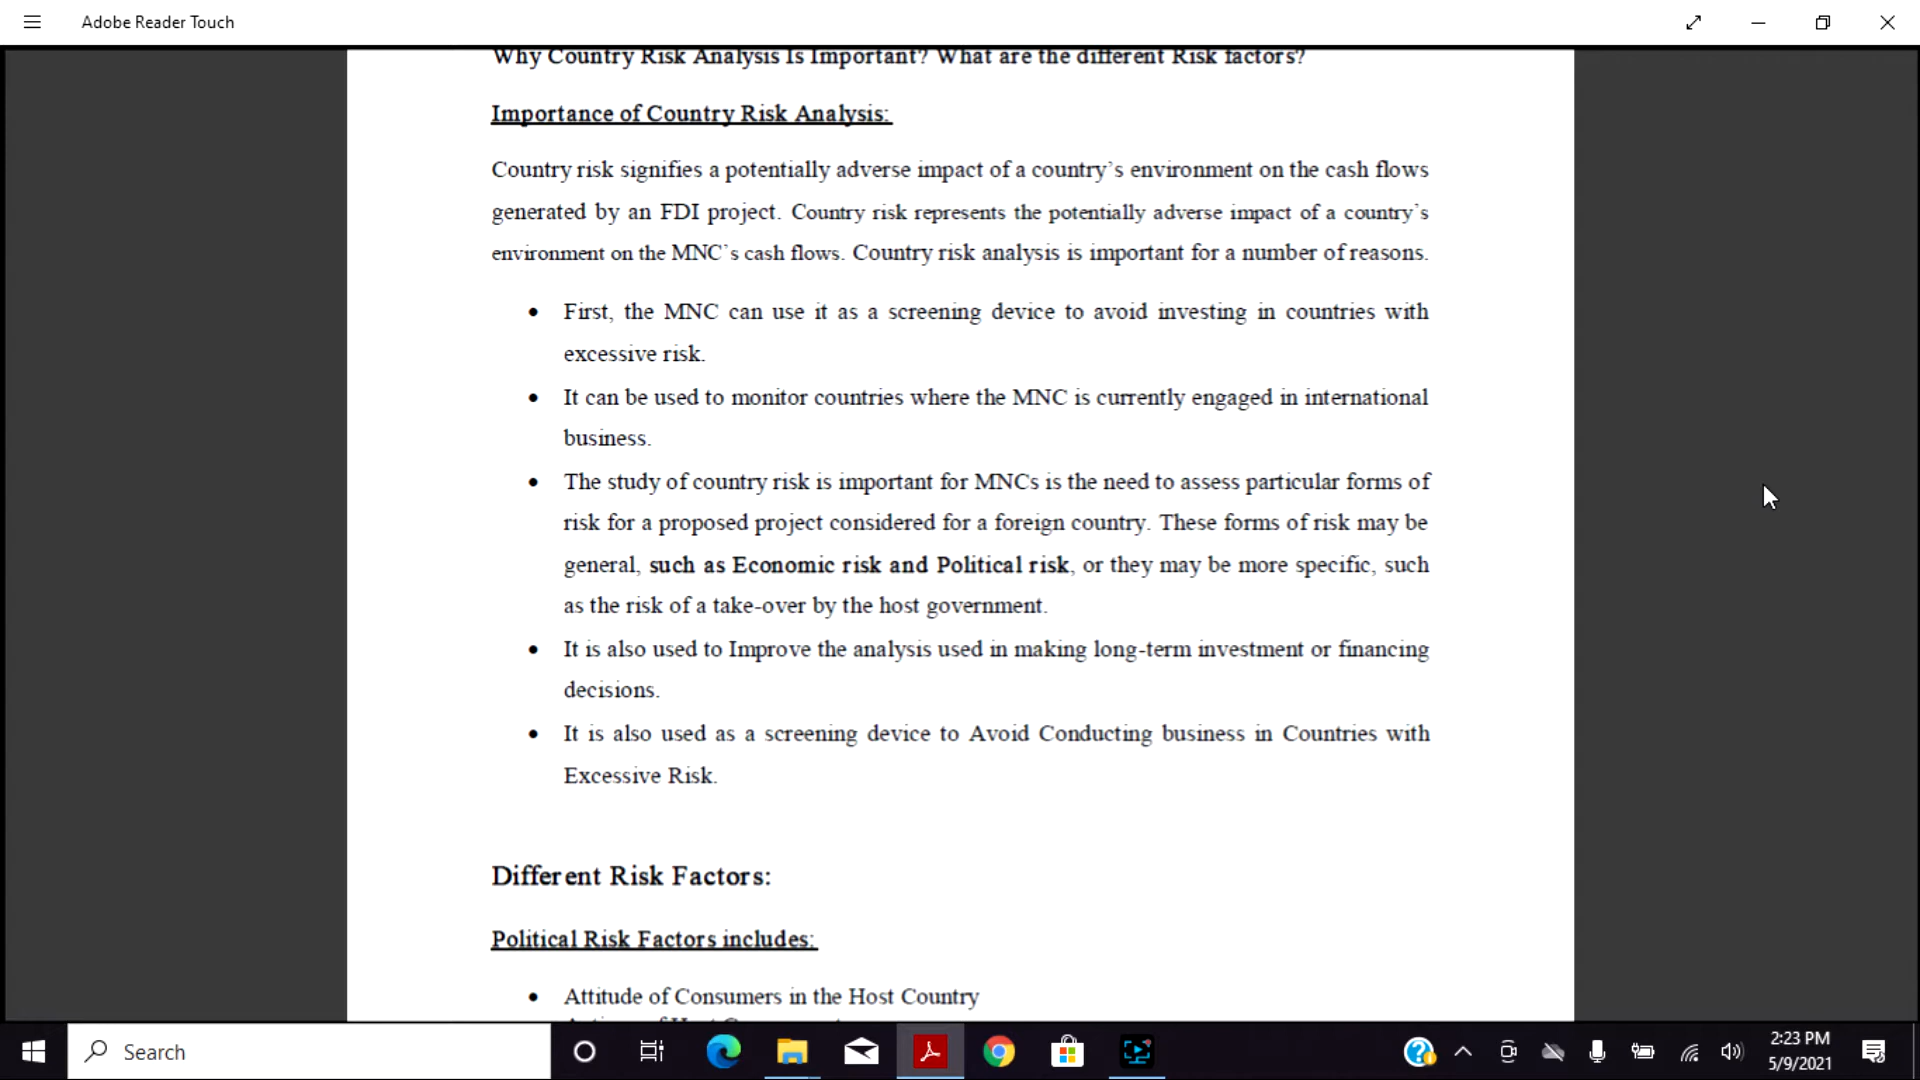 Adobe Reader Touch
Why Country Risk Analysis Is Important? What are the different Risk factors?
Importance of Country Risk Analysis:
Country risk signifies a potentially adverse impact of a country's environment on the cash flows
generated by an FDI project. Country risk represents the potentially adverse impact of a country's
environment on the MNC's cash flows. Country risk analysis is important for a number of reasons.
• First, the MNC can use it as a screening device to avoid investing in countries with
excessive risk.
• It can be used to monitor countries where the MNC is currently engaged in international
business.
• The study of country risk is important for MNCs is the need to assess particular forms of
risk for a proposed project considered for a foreign country. These forms of risk may be
general, such as Economic risk and Political risk, or they may be more specific, such
as the risk of a take-over by the host government.
• It is also used to Improve the analysis used in making long-term investment or financing
decisions.
• It is also used as a screening device to Avoid Conducting business in Countries with
Excessive Risk.
Different Risk Factors:
Political Risk Factors includes:
• Attitude of Consumers in the Host Country
Search
2:23 PM
5/9/2021